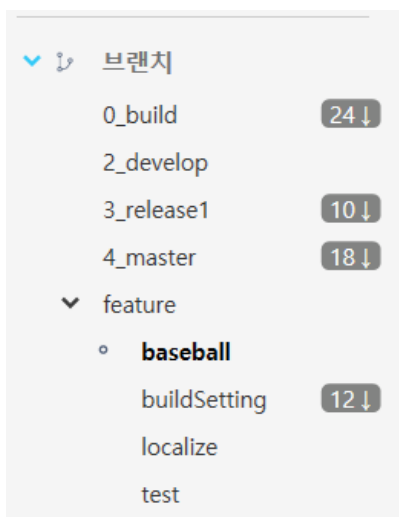 브랜치
0_build 24↓
2_develop
3_release1 10↓
4_master 18↓
feature
baseball
buildSetting 12↓
localize
test